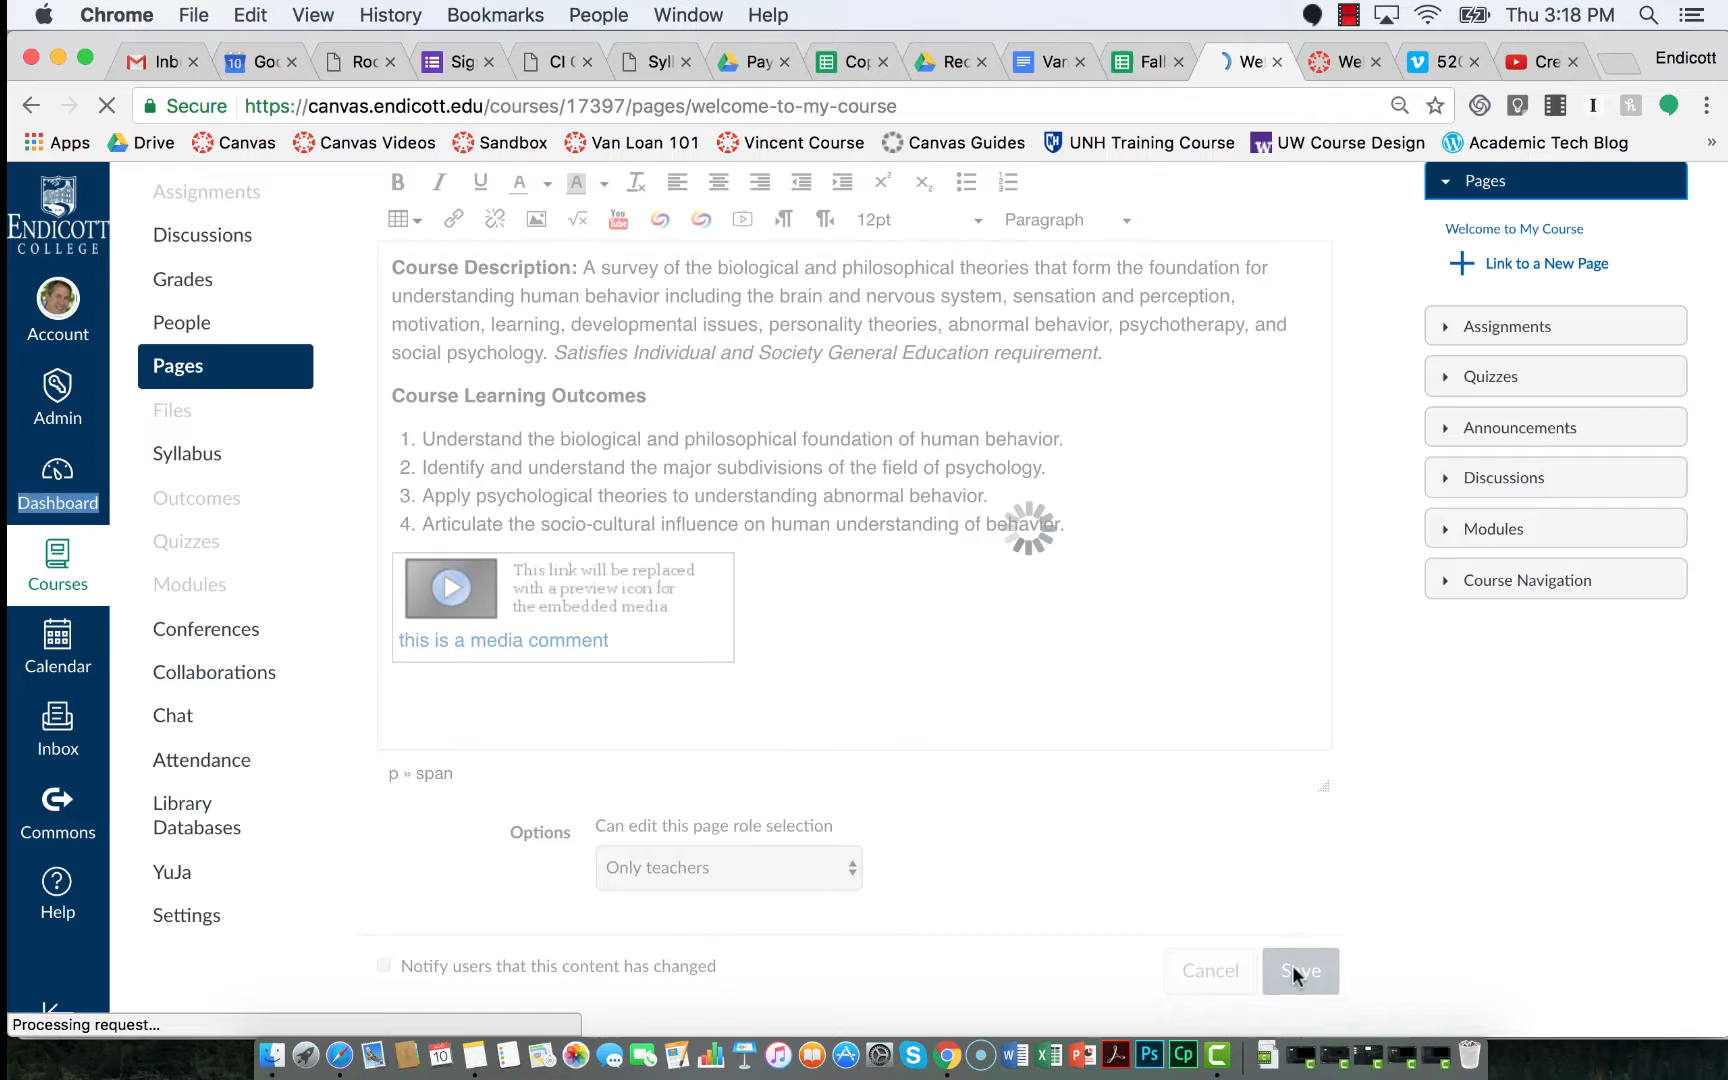 Chrome File Edit View History Bookmarks People Window Help Thu 3:18 PM
Inb Goo Roo Sig CI C Syll Pay Cop Rec Van Fall Wel Wel 520 Cre Endicott
Secure https://canvas.endicott.edu/courses/17397/pages/welcome-to-my-course
Apps Drive Canvas Canvas Videos Sandbox Van Loan 101 Vincent Course Canvas Guides UNH Training Course UW Course Design Academic Tech Blog »
ENDICOTT
COLLEGE
Account
Admin
Dashboard
Courses
Calendar
Inbox
Commons
Help
Assignments
Discussions
Grades
People
Pages
Files
Syllabus
Outcomes
Quizzes
Modules
Conferences
Collaborations
Chat
Attendance
Library
Databases
YuJa
Settings
12pt Paragraph
Course Description: A survey of the biological and philosophical theories that form the foundation for
understanding human behavior including the brain and nervous system, sensation and perception,
motivation, learning, developmental issues, personality theories, abnormal behavior, psychotherapy, and
social psychology. Satisfies Individual and Society General Education requirement.
Course Learning Outcomes
1. Understand the biological and philosophical foundation of human behavior.
2. Identify and understand the major subdivisions of the field of psychology.
3. Apply psychological theories to understanding abnormal behavior.
4. Articulate the socio-cultural influence on human understanding of behavior.
This link will be replaced
with a preview icon for
the embedded media
this is a media comment
p » span
Options Can edit this page role selection
Only teachers
Notify users that this content has changed
Cancel Save
Pages
Welcome to My Course
Link to a New Page
Assignments
Quizzes
Announcements
Discussions
Modules
Course Navigation
Processing request...